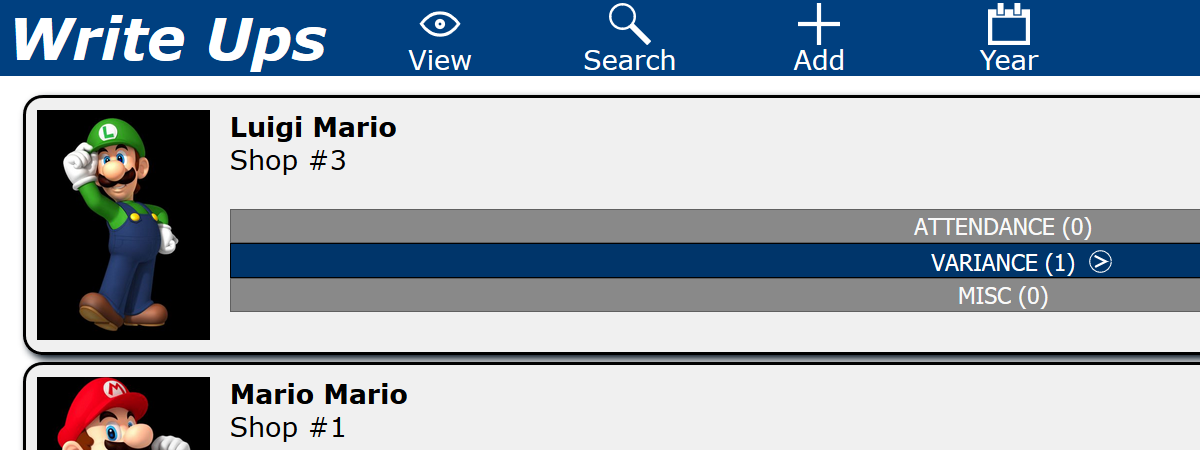 Write Ups
View
Search
Add
Year
L
Luigi Mario
Shop #3
ATTENDANCE (0)
VARIANCE (1)
MISC (0)
M
Mario Mario
Shop #1